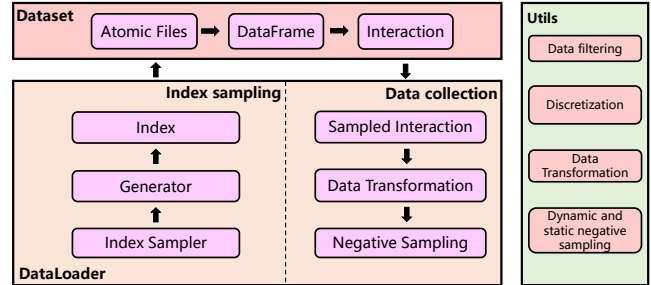 Dataset
Atomic Files
DataFrame
Interaction
Index sampling
Data collection
Index
Sampled Interaction
Generator
Data Transformation
Index Sampler
Negative Sampling
DataLoader
Utils
Data filtering
Discretization
Data
Transformation
Dynamic and
static negative
sampling